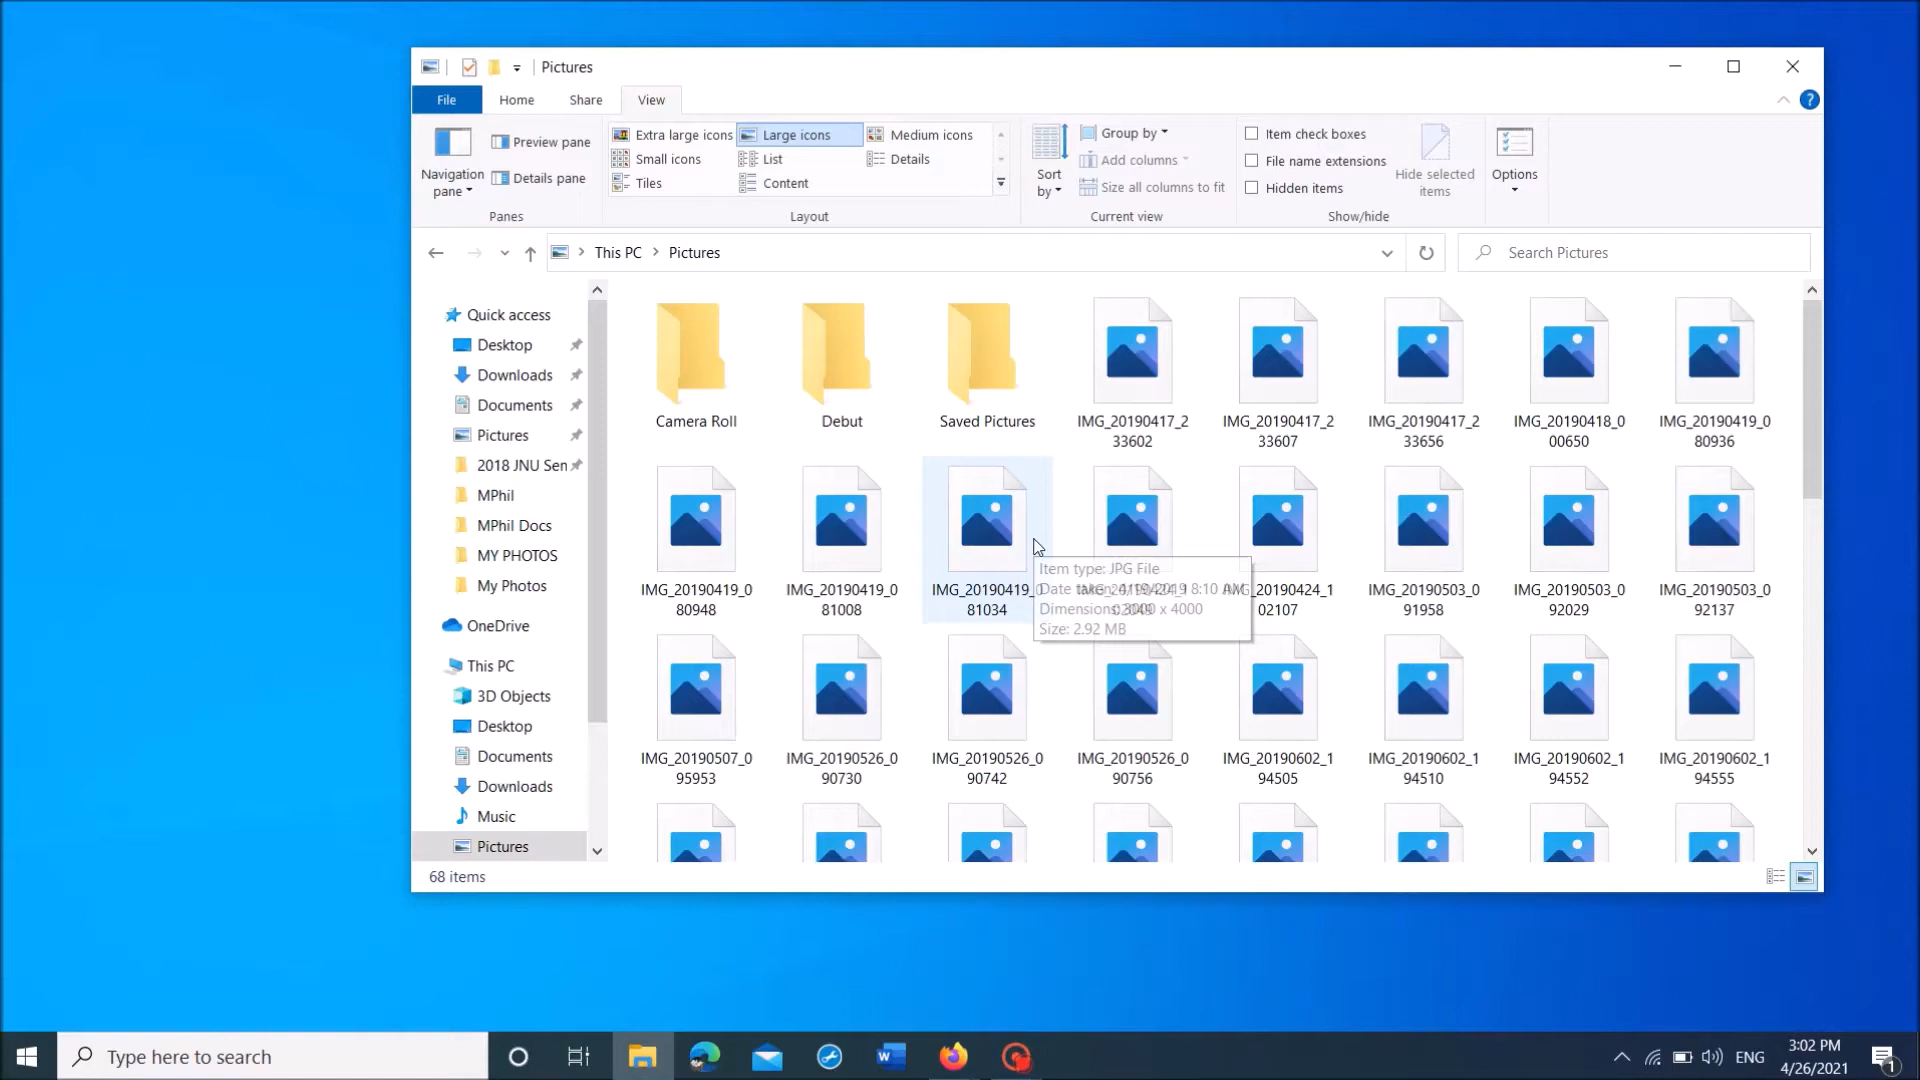 Pictures
File Home Share View
Navigation pane
Preview pane
Details pane
Panes
Extra large icons Large icons Medium icons
Small icons List Details
Tiles Content
Layout
Sort by
Group by
Add columns
Size all columns to fit
Current view
Item check boxes
File name extensions
Hidden items
Hide selected items
Show/hide
Options
This PC Pictures
Search Pictures
Quick access
Desktop
Downloads
Documents
Pictures
2018 JNU Sen
MPhil
MPhil Docs
MY PHOTOS
My Photos
OneDrive
This PC
3D Objects
Desktop
Documents
Downloads
Music
Pictures
Camera Roll Debut Saved Pictures IMG_20190417_2 IMG_20190417_2 IMG_20190417_2 IMG_20190418_0 IMG_20190419_0
33602 33607 33656 00650 80936
IMG_20190419_0 IMG_20190419_0 IMG_20190419_0 IMG_20190503_0 IMG_20190503_0 IMG_20190503_0
80948 81008 81034 02107 91958 92029 92137
Item type: JPG File
Date taken: 4/19/2019 8:10 AM
Dimensions: 3000 x 4000
Size: 2.92 MB
IMG_20190507_0 IMG_20190526_0 IMG_20190526_0 IMG_20190526_0 IMG_20190602_1 IMG_20190602_1 IMG_20190602_1 IMG_20190602_1
95953 90730 90742 90756 94505 94510 94552 94555
68 items
Type here to search
ENG
3:02 PM
4/26/2021
1